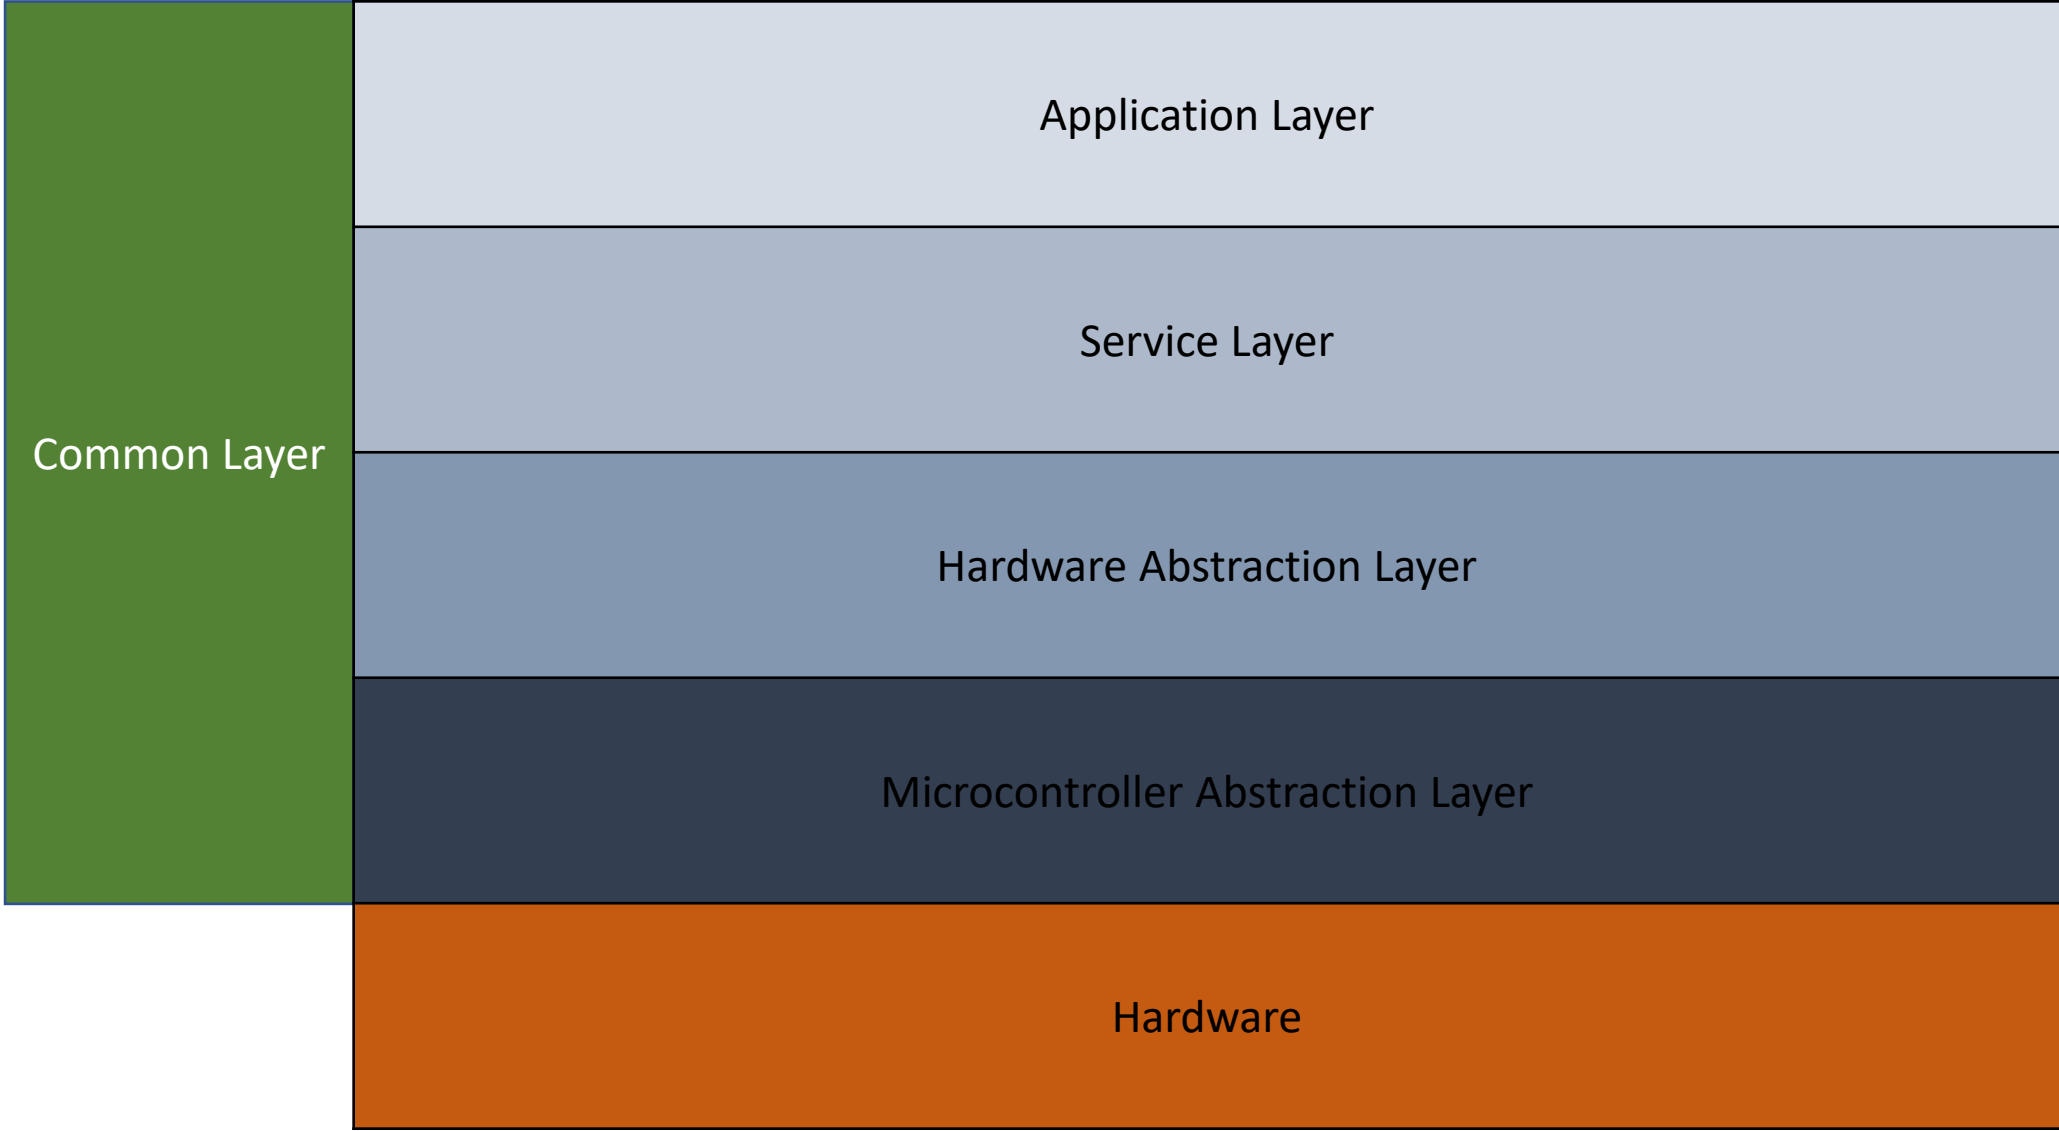 Application Layer
Service Layer
Common Layer
Hardware Abstraction Layer
Microcontroller Abstraction Layer
Hardware